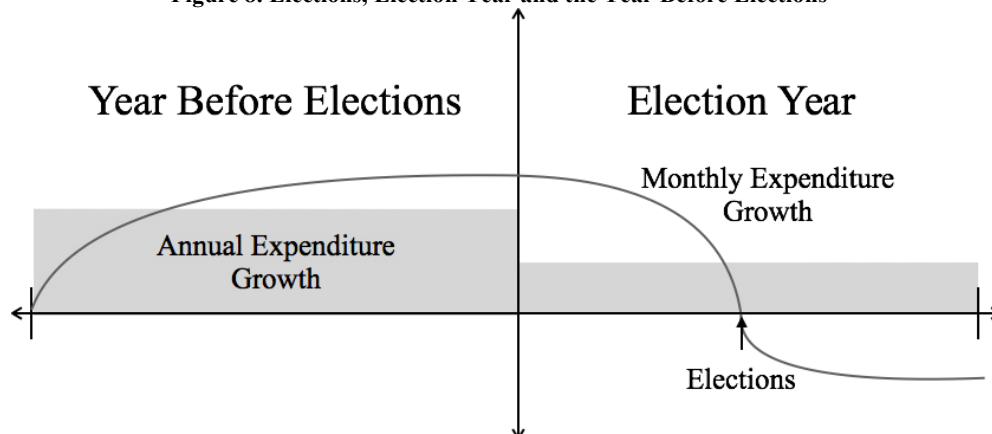 Figure 8. Elections, Election Year and the Year Before Elections
Year Before Elections
Election Year
Monthly Expenditure
Growth
Annual Expenditure
Growth
Elections